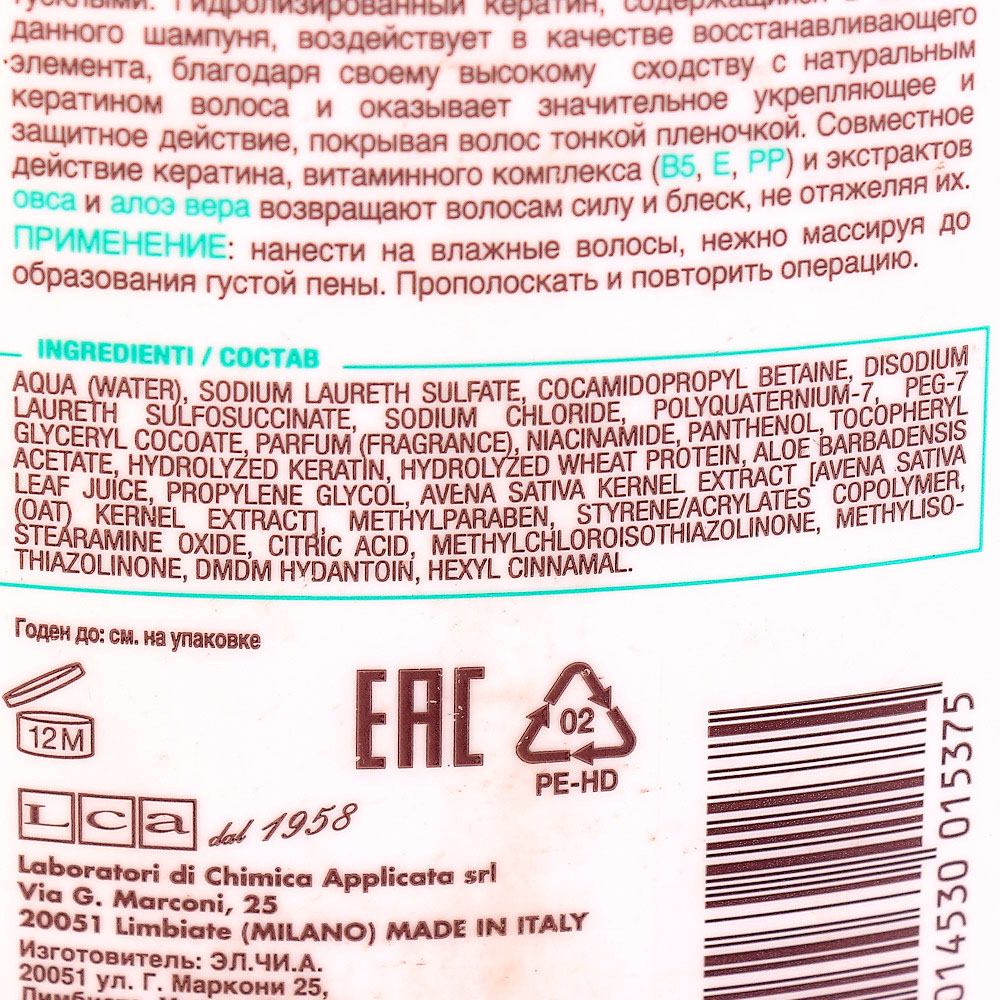 тусклыми. Гидролизированный кератин, содержащийся в
данного шампуня, воздействует в качестве восстанавливающего
элемента, благодаря своему высокому сходству с натуральным
кератином волоса и оказывает значительное укрепляющее и
защитное действие, покрывая волос тонкой пленочкой. Совместное
действие кератина, витаминного комплекса (B5, E, PP) и экстрактов
овса и алоэ вера возвращают волосам силу и блеск, не отяжеляя их.
ПРИМЕНЕНИЕ: нанести на влажные волосы, нежно массируя до
образования густой пены. Прополоскать и повторить операцию.
INGREDIENTI / СОСТАВ
AQUA (WATER), SODIUM LAURETH SULFATE, COCAMIDOPROPYL BETAINE, DISODIUM
LAURETH SULFOSUCCINATE, SODIUM CHLORIDE, POLYQUATERNIUM-7, PEG-7
GLYCERYL COCOATE, PARFUM (FRAGRANCE), NIACINAMIDE, PANTHENOL, TOCOPHERYL
ACETATE, HYDROLYZED KERATIN, HYDROLYZED WHEAT PROTEIN, ALOE BARBADENSIS
LEAF JUICE, PROPYLENE GLYCOL, AVENA SATIVA KERNEL EXTRACT [AVENA SATIVA
(OAT) KERNEL EXTRACT], METHYLPARABEN, STYRENE/ACRYLATES COPOLYMER,
STEARAMINE OXIDE, CITRIC ACID, METHYLCHLOROISOTHIAZOLINONE, METHYLISO-
THIAZOLINONE, DMDM HYDANTOIN, HEXYL CINNAMAL.
Годен до: см. на упаковке
12M
EAC
02
PE-HD
LCa dal 1958
Laboratori di Chimica Applicata srl
Via G. Marconi, 25
20051 Limbiate (MILANO) MADE IN ITALY
Изготовитель: ЭЛ.ЧИ.А.
20051 ул. Г. Маркони 25,
014530 015375